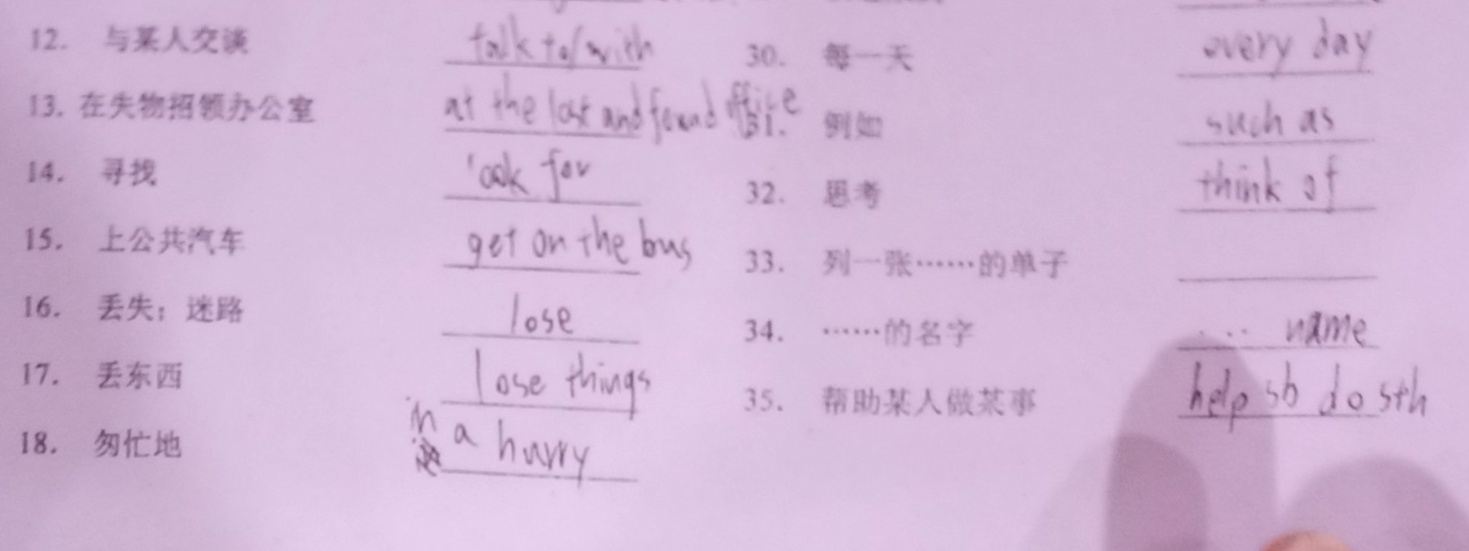 12. 与某人交谈 talk to/with
13. 在失物招领办公室 at the lost and found office
14. 寻找 look for
15. 上公共汽车 get on the bus
16. 丢失；迷路 lose
17. 丢东西 lose things
18. 匆忙地 in a hurry
30. 每一天 every day
31. 例如 such as
32. 思考 think of
33. 列一张……的单子
34. ……的名字 ... name
35. 帮助某人做某事 help sb do sth